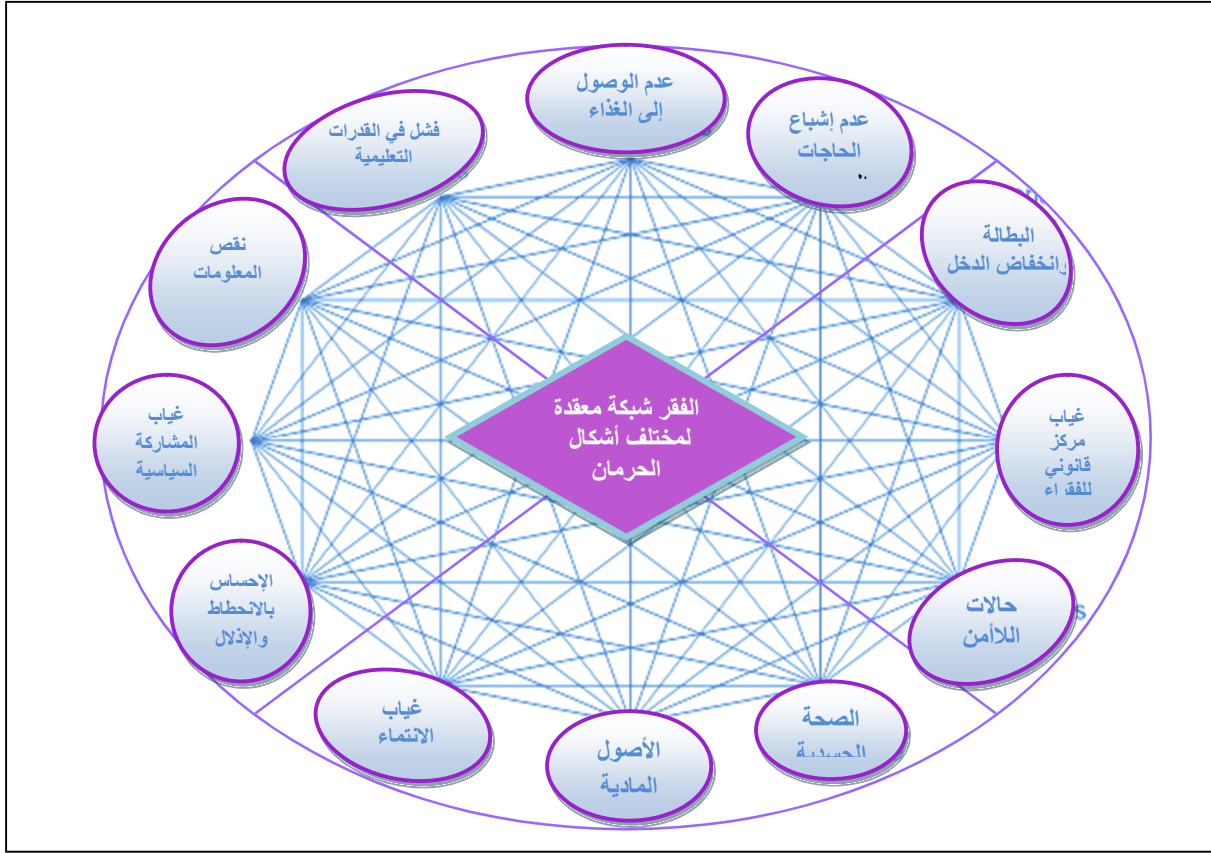 عدم الوصول
إلى الغذاء
عدم إشباع
الحاجات
البطالة
وانخفاض الدخل
غياب
مركز
قانوني
للفقراء
حالات
اللاأمن
الصحة
الجسدية
الأصول
المادية
غياب
الانتماء
الإحساس
بالانحطاط
والإذلال
غياب
المشاركة
السياسية
نقص
المعلومات
فشل في القدرات
التعليمية
الفقر شبكة معقدة
لمختلف أشكال
الحرمان